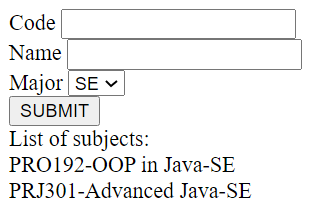 Code
Name
Major SE
SUBMIT
List of subjects:
PRO192-OOP in Java-SE
PRJ301-Advanced Java-SE